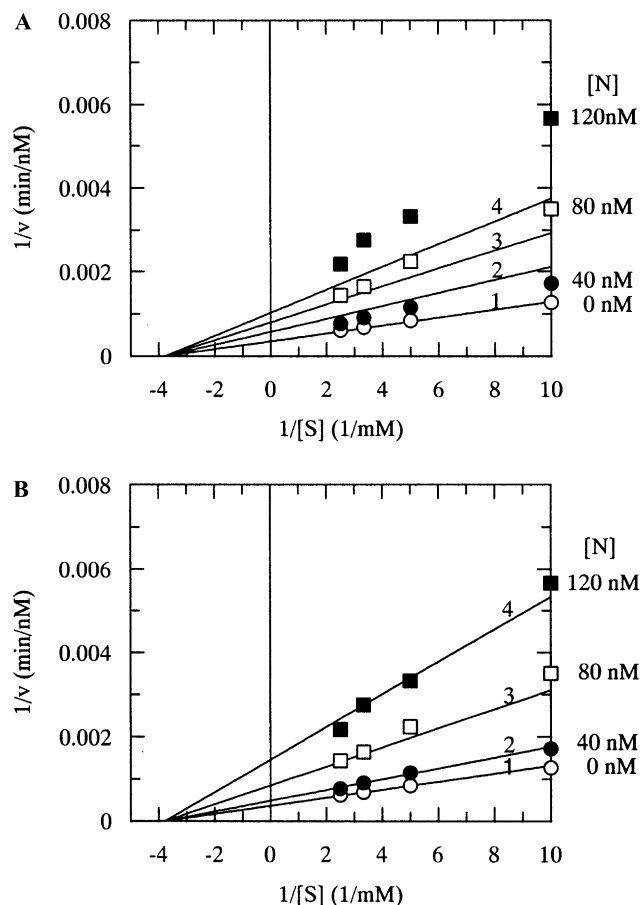 A
0.008
[N]
0.006
120nM
1/v (min/nM)
0.004
4
80 nM
3
0.002
2
40 nM
1
0 nM
0
-4 -2 0 2 4 6 8 10
1/[S] (1/mM)
B
0.008
[N]
0.006
120 nM
4
1/v (min/nM)
0.004
80 nM
3
0.002
2
40 nM
1
0 nM
0
-4 -2 0 2 4 6 8 10
1/[S] (1/mM)